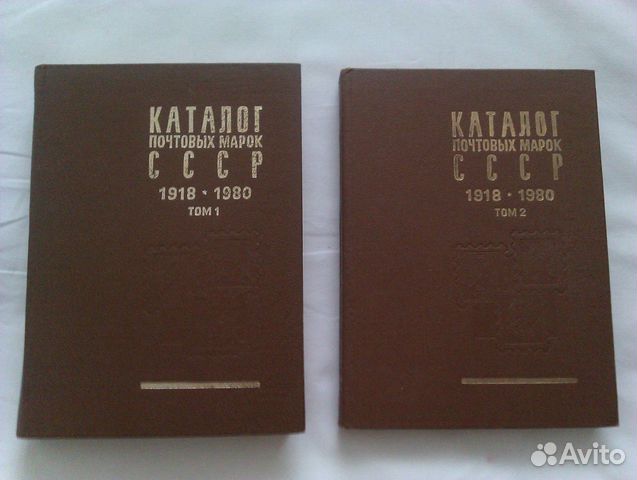 КАТАЛОГ
ПОЧТОВЫХ МАРОК
СССР
1918 • 1980
ТОМ 1
КАТАЛОГ
ПОЧТОВЫХ МАРОК
СССР
1918 • 1980
ТОМ 2
Avito